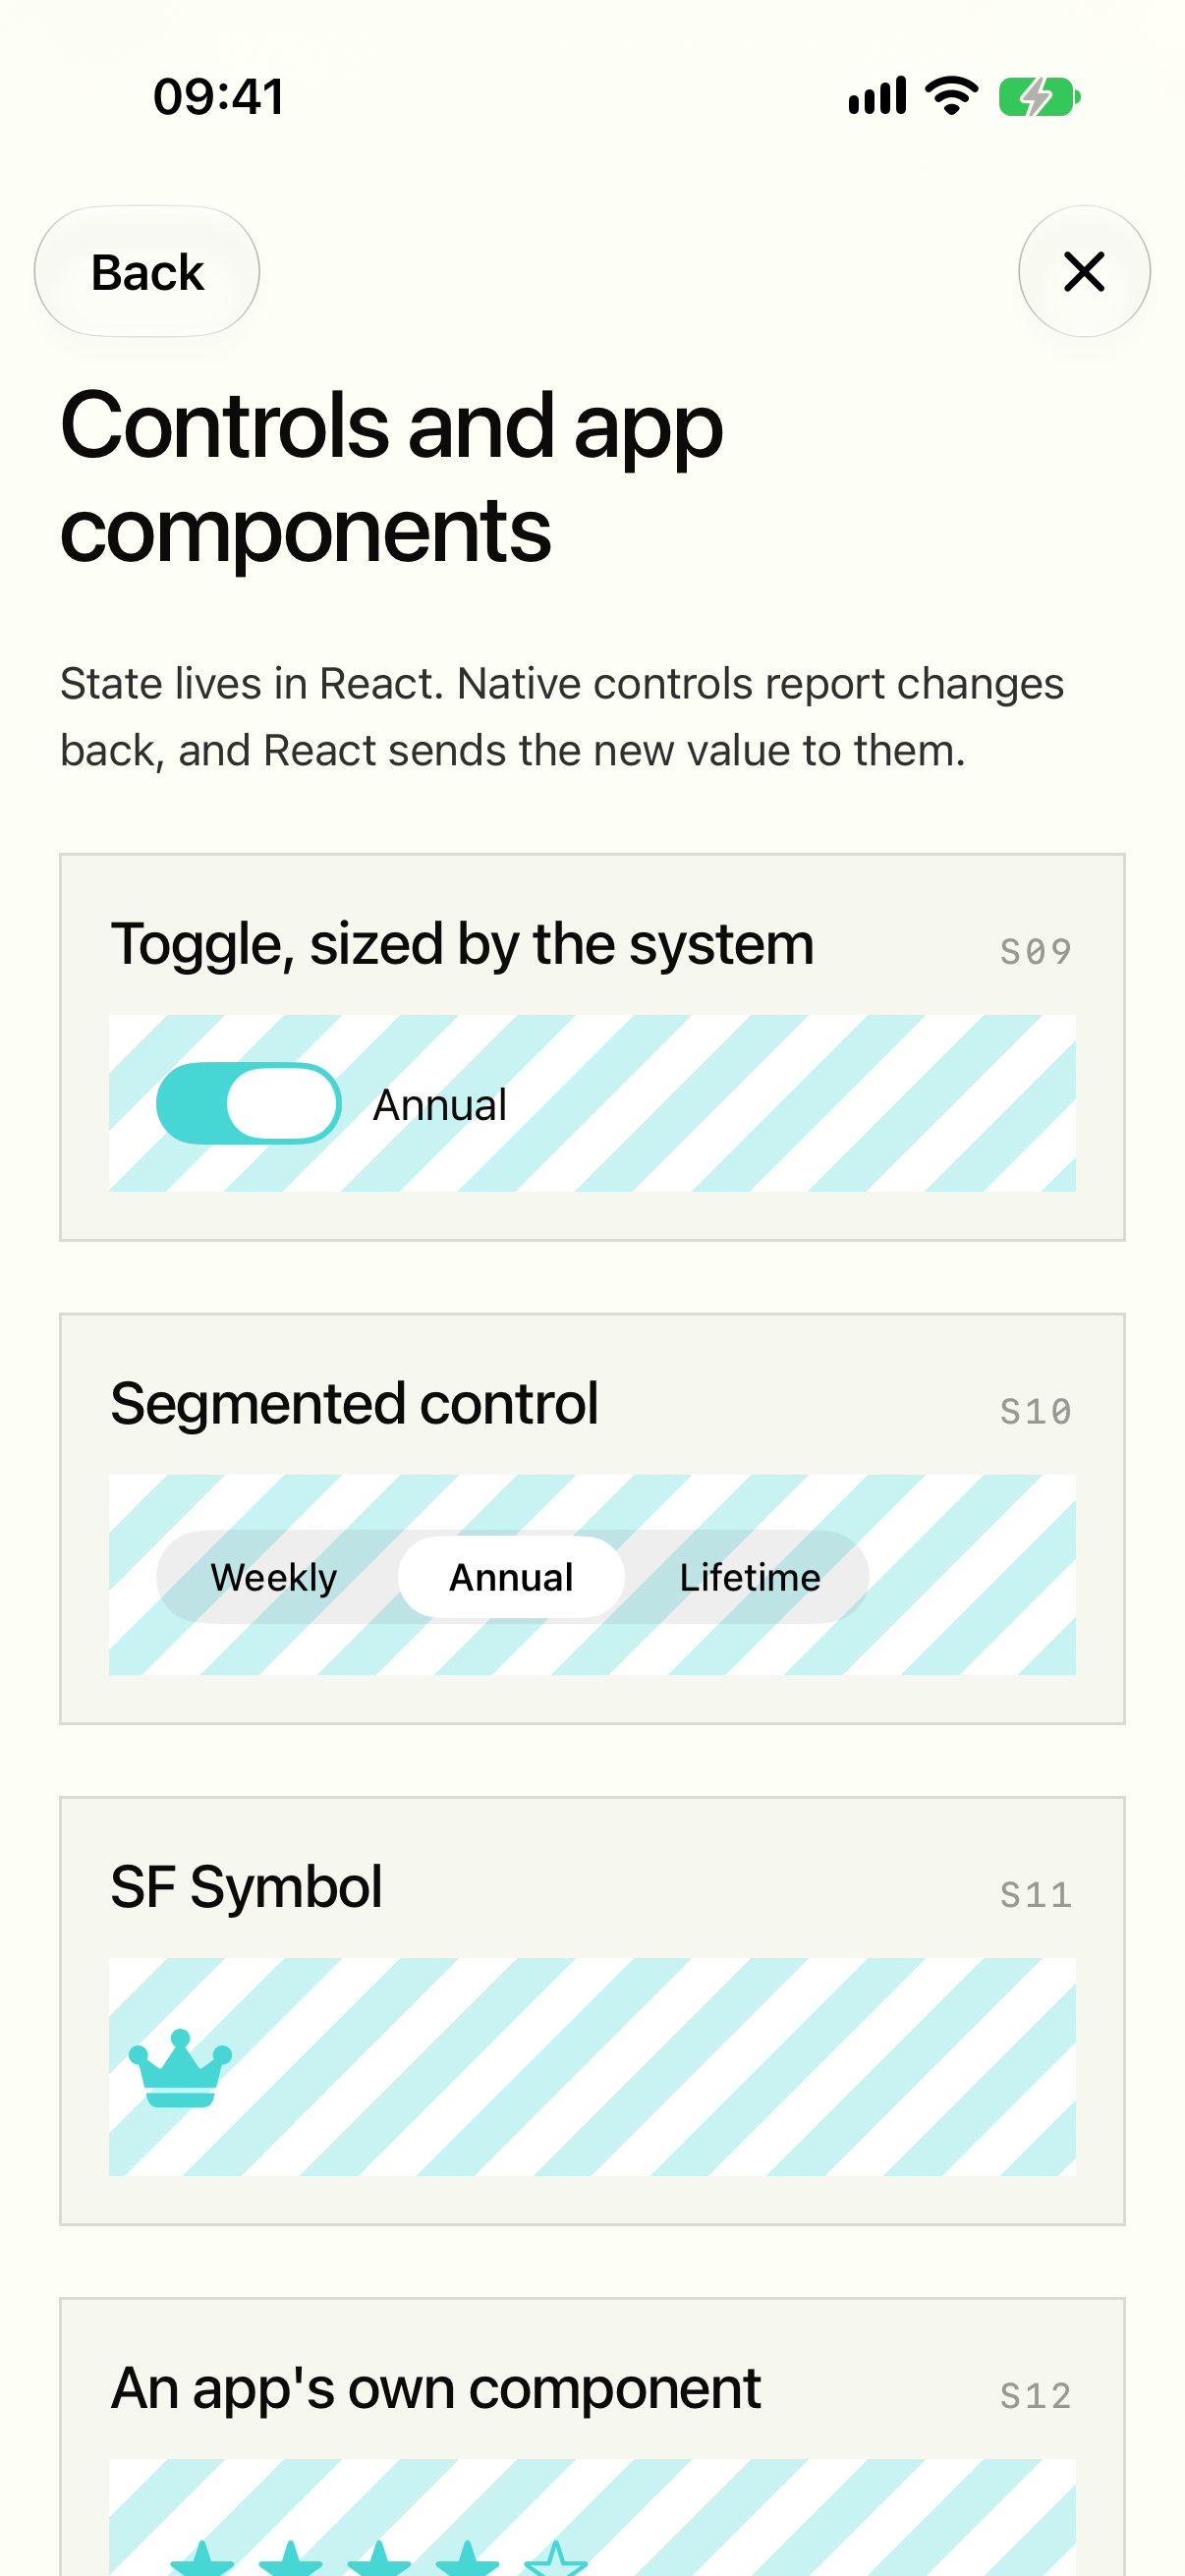 09:41
Back
Controls and app
components
State lives in React. Native controls report changes
back, and React sends the new value to them.
Toggle, sized by the system
S09
Annual
Segmented control
S10
Weekly
Annual
Lifetime
SF Symbol
S11
An app's own component
S12